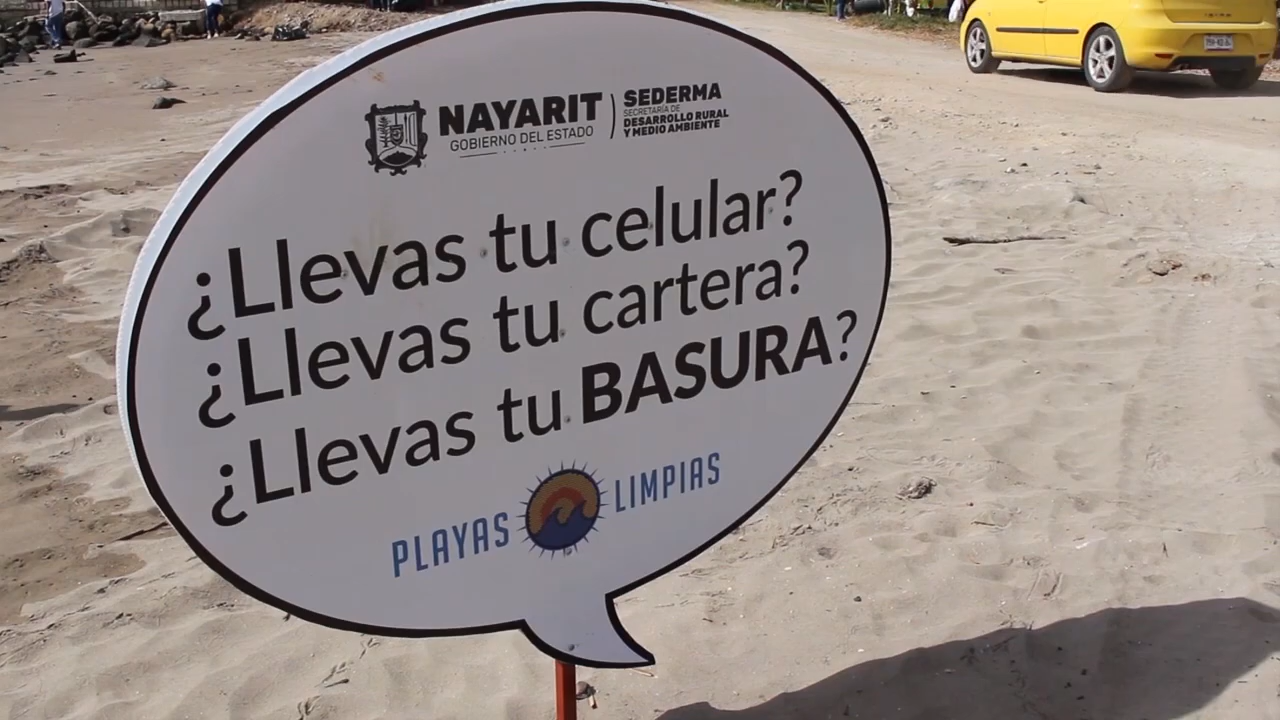 NAYARIT
GOBIERNO DEL ESTADO
SEDERMA
SECRETARÍA DE
DESARROLLO RURAL
Y MEDIO AMBIENTE
¿Llevas tu celular?
¿Llevas tu cartera?
¿Llevas tu BASURA?
PLAYAS LIMPIAS